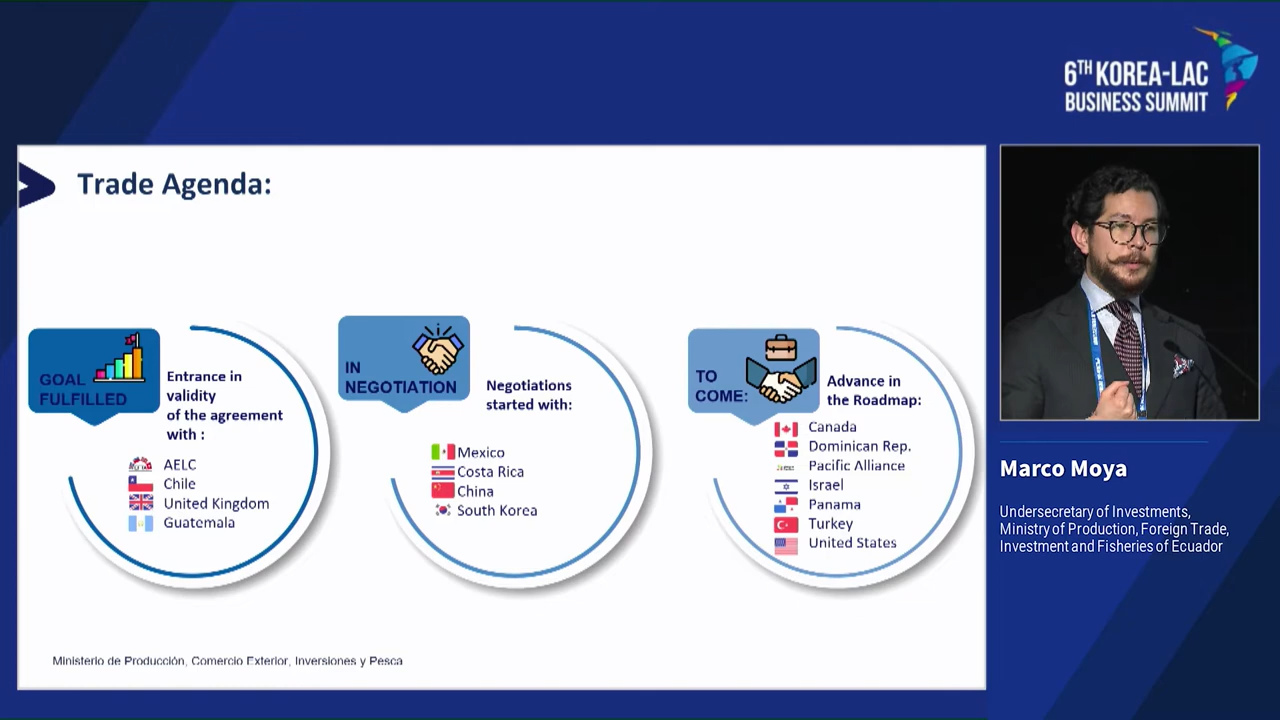 6TH KOREA-LAC
BUSINESS SUMMIT
Trade Agenda:
GOAL
FULFILLED
Entrance in
validity
of the agreement
with :
AELC
Chile
United Kingdom
Guatemala
IN
NEGOTIATION
Negotiations
started with:
Mexico
Costa Rica
China
South Korea
TO
COME:
Advance in
the Roadmap:
Canada
Dominican Rep.
Pacific Alliance
Israel
Panama
Turkey
United States
Ministerio de Producción, Comercio Exterior, Inversiones y Pesca
Marco Moya
Undersecretary of Investments,
Ministry of Production, Foreign Trade,
Investment and Fisheries of Ecuador